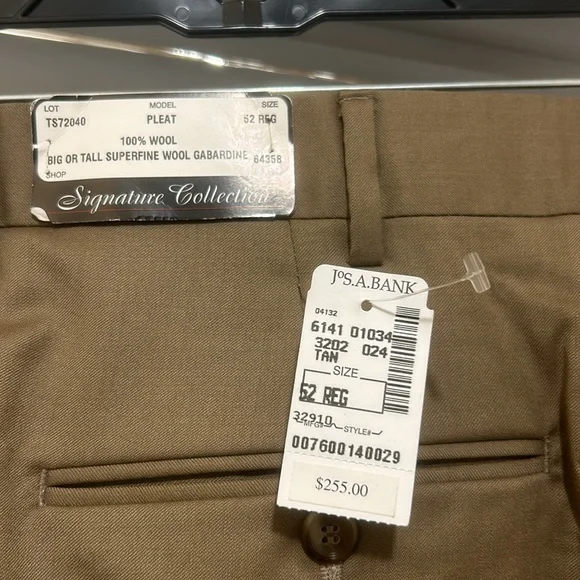 LOT MODEL SIZE
TS72040 PLEAT 52 REG
100% WOOL
BIG OR TALL SUPERFINE WOOL GABARDINE 64358
SHOP
Signature Collection
JOS.A.BANK
04132
6141 01034
3202 024
TAN
SIZE
52 REG
32910
MFG# STYLE#
007600140029
$255.00